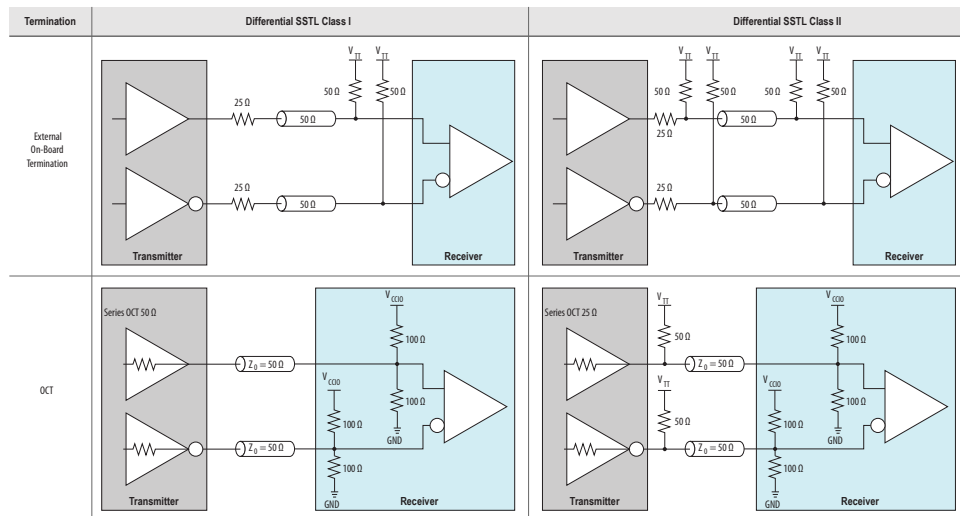 Termination
Differential SSTL Class I
Differential SSTL Class II
External
On-Board
Termination
V TT
V TT
50 Ω
50 Ω
25 Ω
50 Ω
25 Ω
50 Ω
Transmitter
Receiver
V TT
V TT
V TT
V TT
50 Ω
50 Ω
50 Ω
50 Ω
25 Ω
50 Ω
25 Ω
50 Ω
Transmitter
Receiver
OCT
Series OCT 50 Ω
V CCIO
100 Ω
Z 0 = 50 Ω
V CCIO
100 Ω
100 Ω
GND
Z 0 = 50 Ω
100 Ω
GND
Transmitter
Receiver
Series OCT 25 Ω
V TT
V CCIO
50 Ω
100 Ω
Z 0 = 50 Ω
V TT
V CCIO
100 Ω
50 Ω
100 Ω
GND
Z 0 = 50 Ω
100 Ω
GND
Transmitter
Receiver